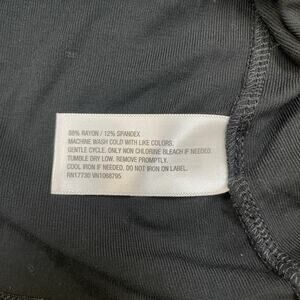 88% RAYON / 12% SPANDEX
MACHINE WASH COLD WITH LIKE COLORS.
GENTLE CYCLE. ONLY NON CHLORINE BLEACH IF NEEDED.
TUMBLE DRY LOW. REMOVE PROMPTLY.
COOL IRON IF NEEDED. DO NOT IRON ON LABEL.
RN17730 VN1068795